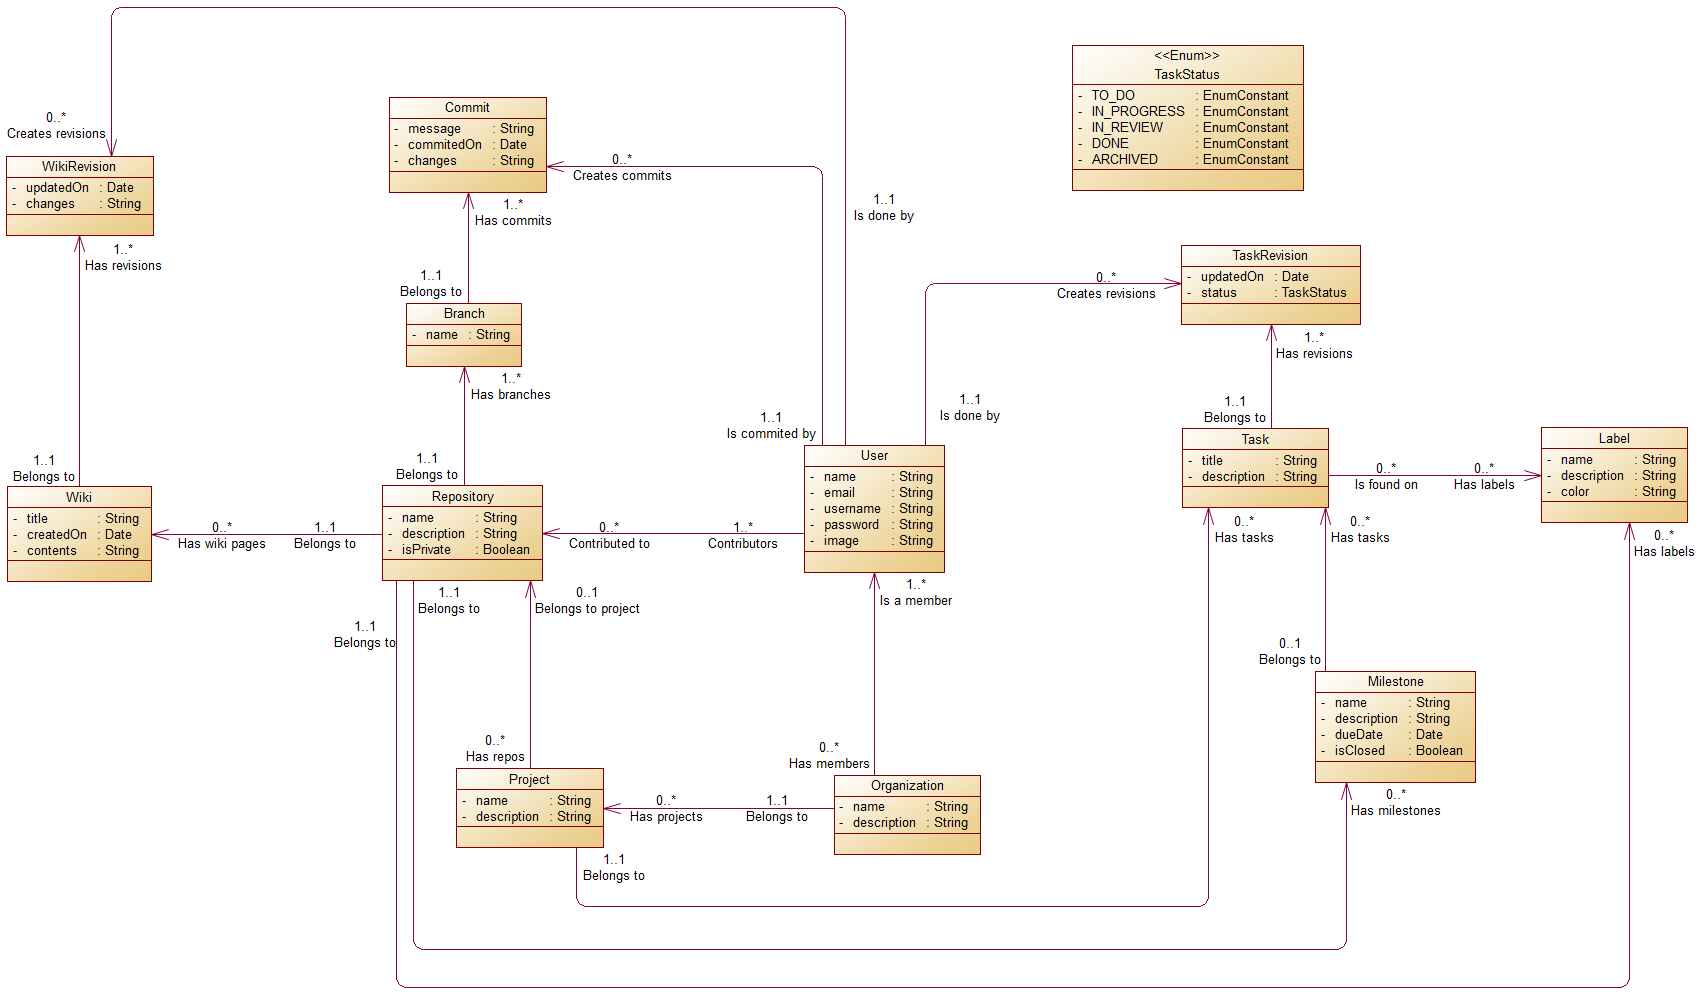 <<Enum>>
TaskStatus
- TO_DO : EnumConstant
- IN_PROGRESS : EnumConstant
- IN_REVIEW : EnumConstant
- DONE : EnumConstant
- ARCHIVED : EnumConstant
0..*
Creates revisions
WikiRevision
- updatedOn : Date
- changes : String
1..*
Has revisions
Commit
- message : String
- commitedOn : Date
- changes : String
0..*
Creates commits
1..*
Has commits
1..1
Is done by
1..1
Belongs to
Branch
- name : String
1..*
Has branches
TaskRevision
- updatedOn : Date
- status : TaskStatus
0..*
Creates revisions
1..*
Has revisions
1..1
Is done by
1..1
Is commited by
1..1
Belongs to
1..1
Belongs to
1..1
Belongs to
Wiki
- title : String
- createdOn : Date
- contents : String
0..*
Has wiki pages
1..1
Belongs to
Repository
- name : String
- description : String
- isPrivate : Boolean
0..*
Contributed to
1..*
Contributors
User
- name : String
- email : String
- username : String
- password : String
- image : String
Task
- title : String
- description : String
0..*
Is found on
0..*
Has labels
Label
- name : String
- description : String
- color : String
0..*
Has tasks
0..*
Has tasks
0..*
Has labels
1..1
Belongs to
1..1
Belongs to
0..1
Belongs to project
1..*
Is a member
0..1
Belongs to
Milestone
- name : String
- description : String
- dueDate : Date
- isClosed : Boolean
0..*
Has milestones
0..*
Has repos
0..*
Has members
Project
- name : String
- description : String
0..*
Has projects
1..1
Belongs to
Organization
- name : String
- description : String
1..1
Belongs to